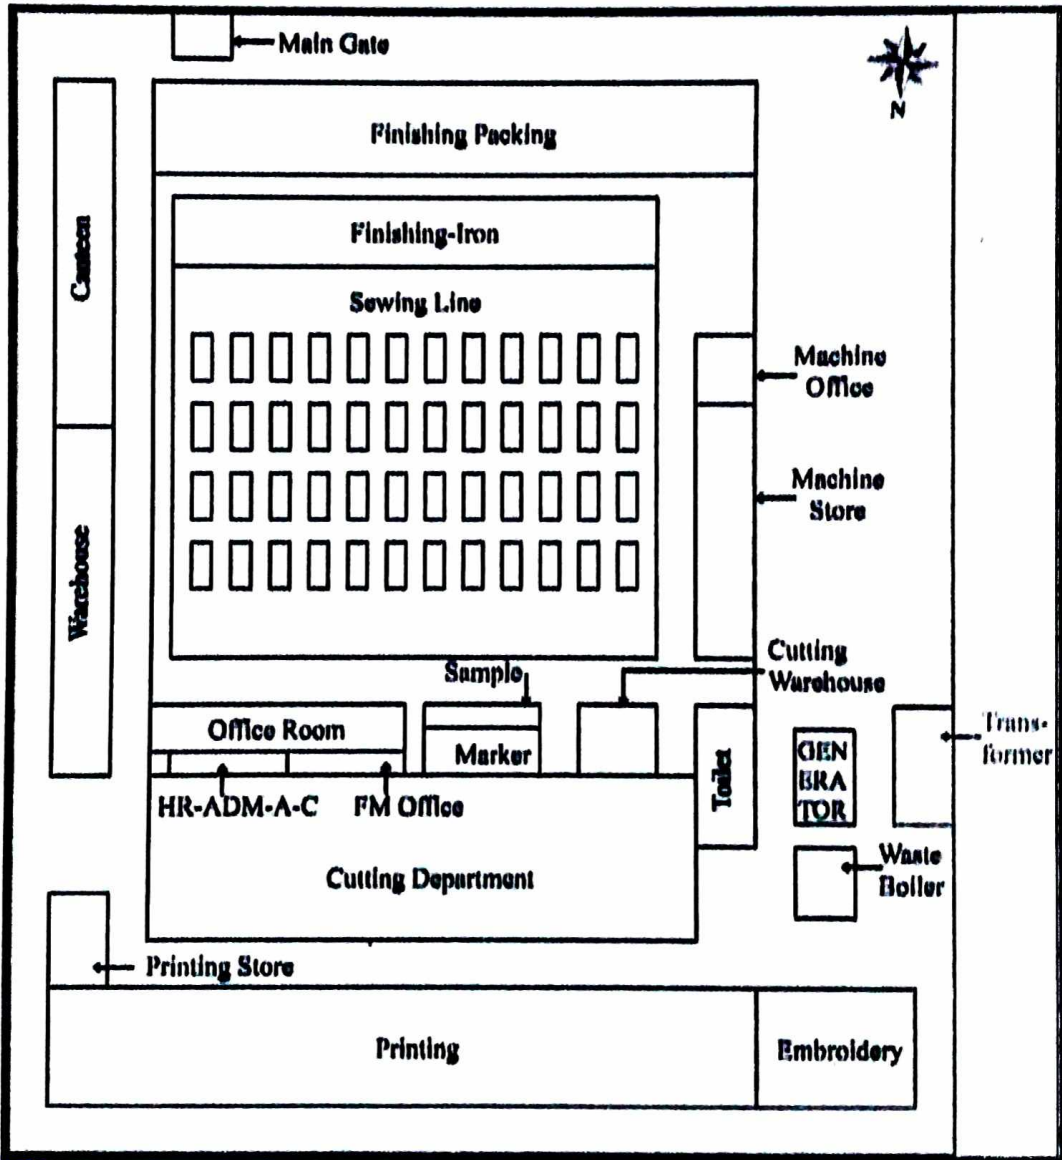 Main Gate
N
Finishing Packing
Canteen
Finishing-Iron
Sewing Line
Machine
Office
Machine
Store
Warehouse
Sample
Cutting
Warehouse
Office Room
Marker
Toilet
GEN
ERA
TOR
Trans-
former
HR-ADM-A-C
FM Office
Waste
Boiler
Cutting Department
Printing Store
Printing
Embroidery